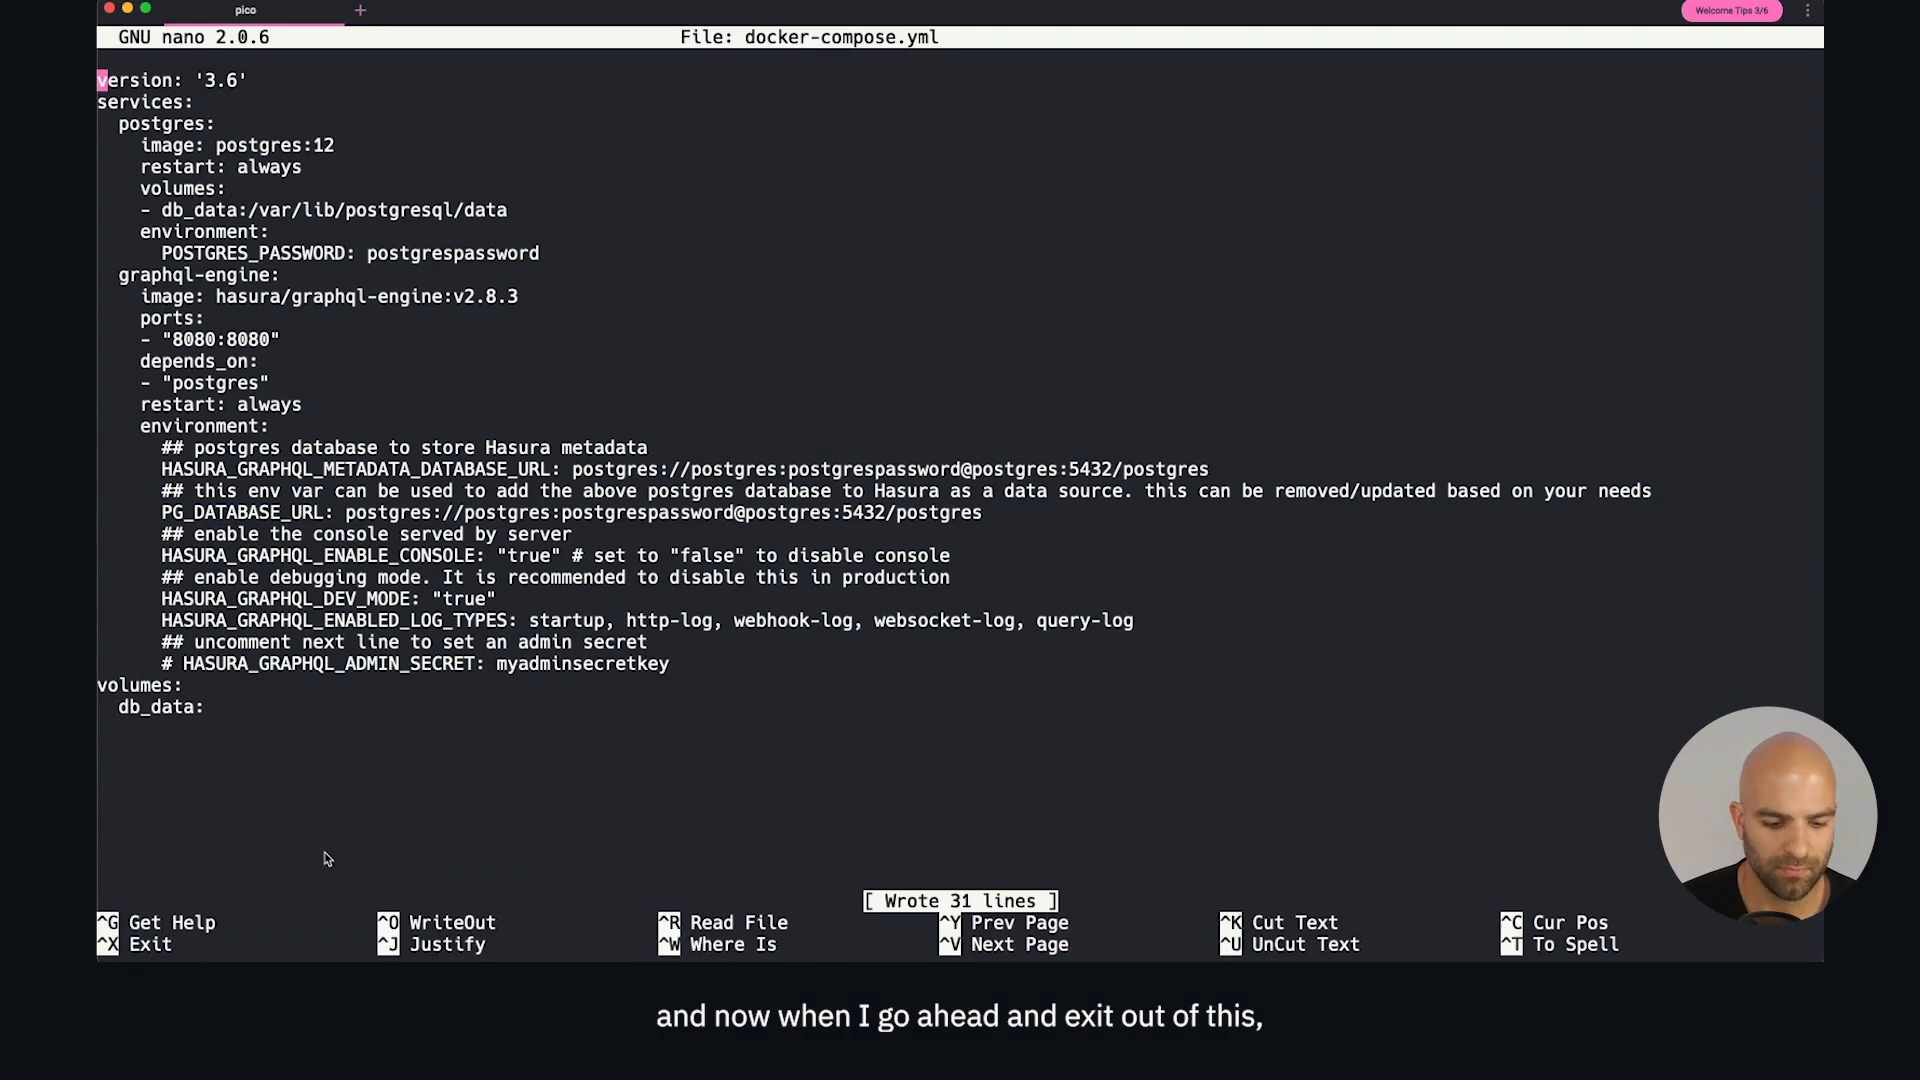 pico
+
Welcome Tips 3/6
GNU nano 2.0.6 File: docker-compose.yml
version: '3.6'
services:
  postgres:
    image: postgres:12
    restart: always
    volumes:
    - db_data:/var/lib/postgresql/data
    environment:
      POSTGRES_PASSWORD: postgrespassword
  graphql-engine:
    image: hasura/graphql-engine:v2.8.3
    ports:
    - "8080:8080"
    depends_on:
    - "postgres"
    restart: always
    environment:
      ## postgres database to store Hasura metadata
      HASURA_GRAPHQL_METADATA_DATABASE_URL: postgres://postgres:postgrespassword@postgres:5432/postgres
      ## this env var can be used to add the above postgres database to Hasura as a data source. this can be removed/updated based on your needs
      PG_DATABASE_URL: postgres://postgres:postgrespassword@postgres:5432/postgres
      ## enable the console served by server
      HASURA_GRAPHQL_ENABLE_CONSOLE: "true" # set to "false" to disable console
      ## enable debugging mode. It is recommended to disable this in production
      HASURA_GRAPHQL_DEV_MODE: "true"
      HASURA_GRAPHQL_ENABLED_LOG_TYPES: startup, http-log, webhook-log, websocket-log, query-log
      ## uncomment next line to set an admin secret
      # HASURA_GRAPHQL_ADMIN_SECRET: myadminsecretkey
volumes:
  db_data:
[ Wrote 31 lines ]
^G Get Help ^O WriteOut ^R Read File ^Y Prev Page ^K Cut Text ^C Cur Pos
^X Exit ^J Justify ^W Where Is ^V Next Page ^U UnCut Text ^T To Spell
and now when I go ahead and exit out of this,